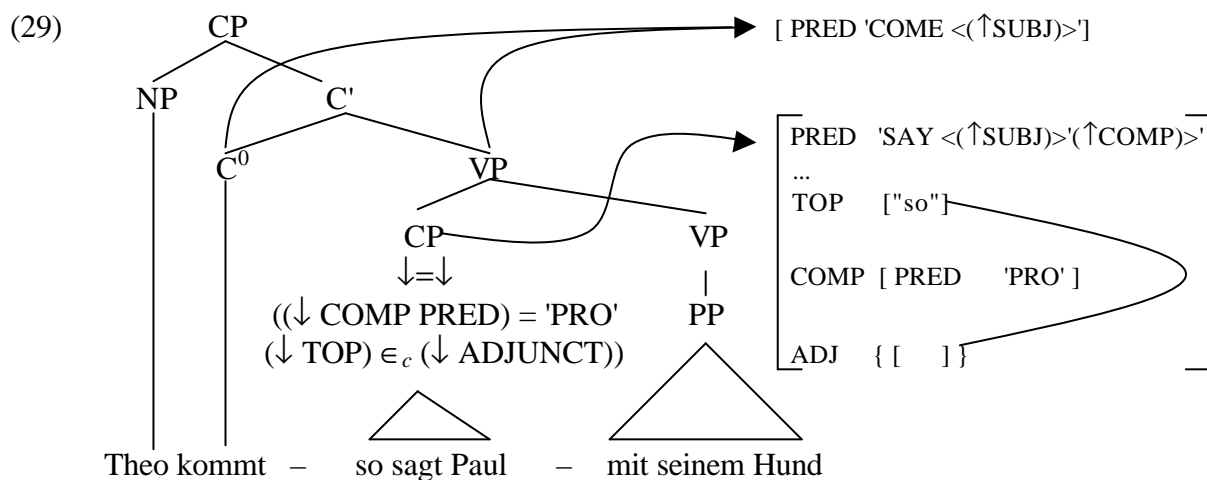 (29) CP [ PRED 'COME <(↑SUBJ)>']
NP C'
PRED 'SAY <(↑SUBJ)>'(↑COMP)>'
C⁰ VP
...
TOP ["so"]
CP VP
↓=↓
COMP [ PRED 'PRO' ]
((↓ COMP PRED) = 'PRO' PP
(↓ TOP) ∈c (↓ ADJUNCT))
ADJ { [ ] }
Theo kommt – so sagt Paul – mit seinem Hund